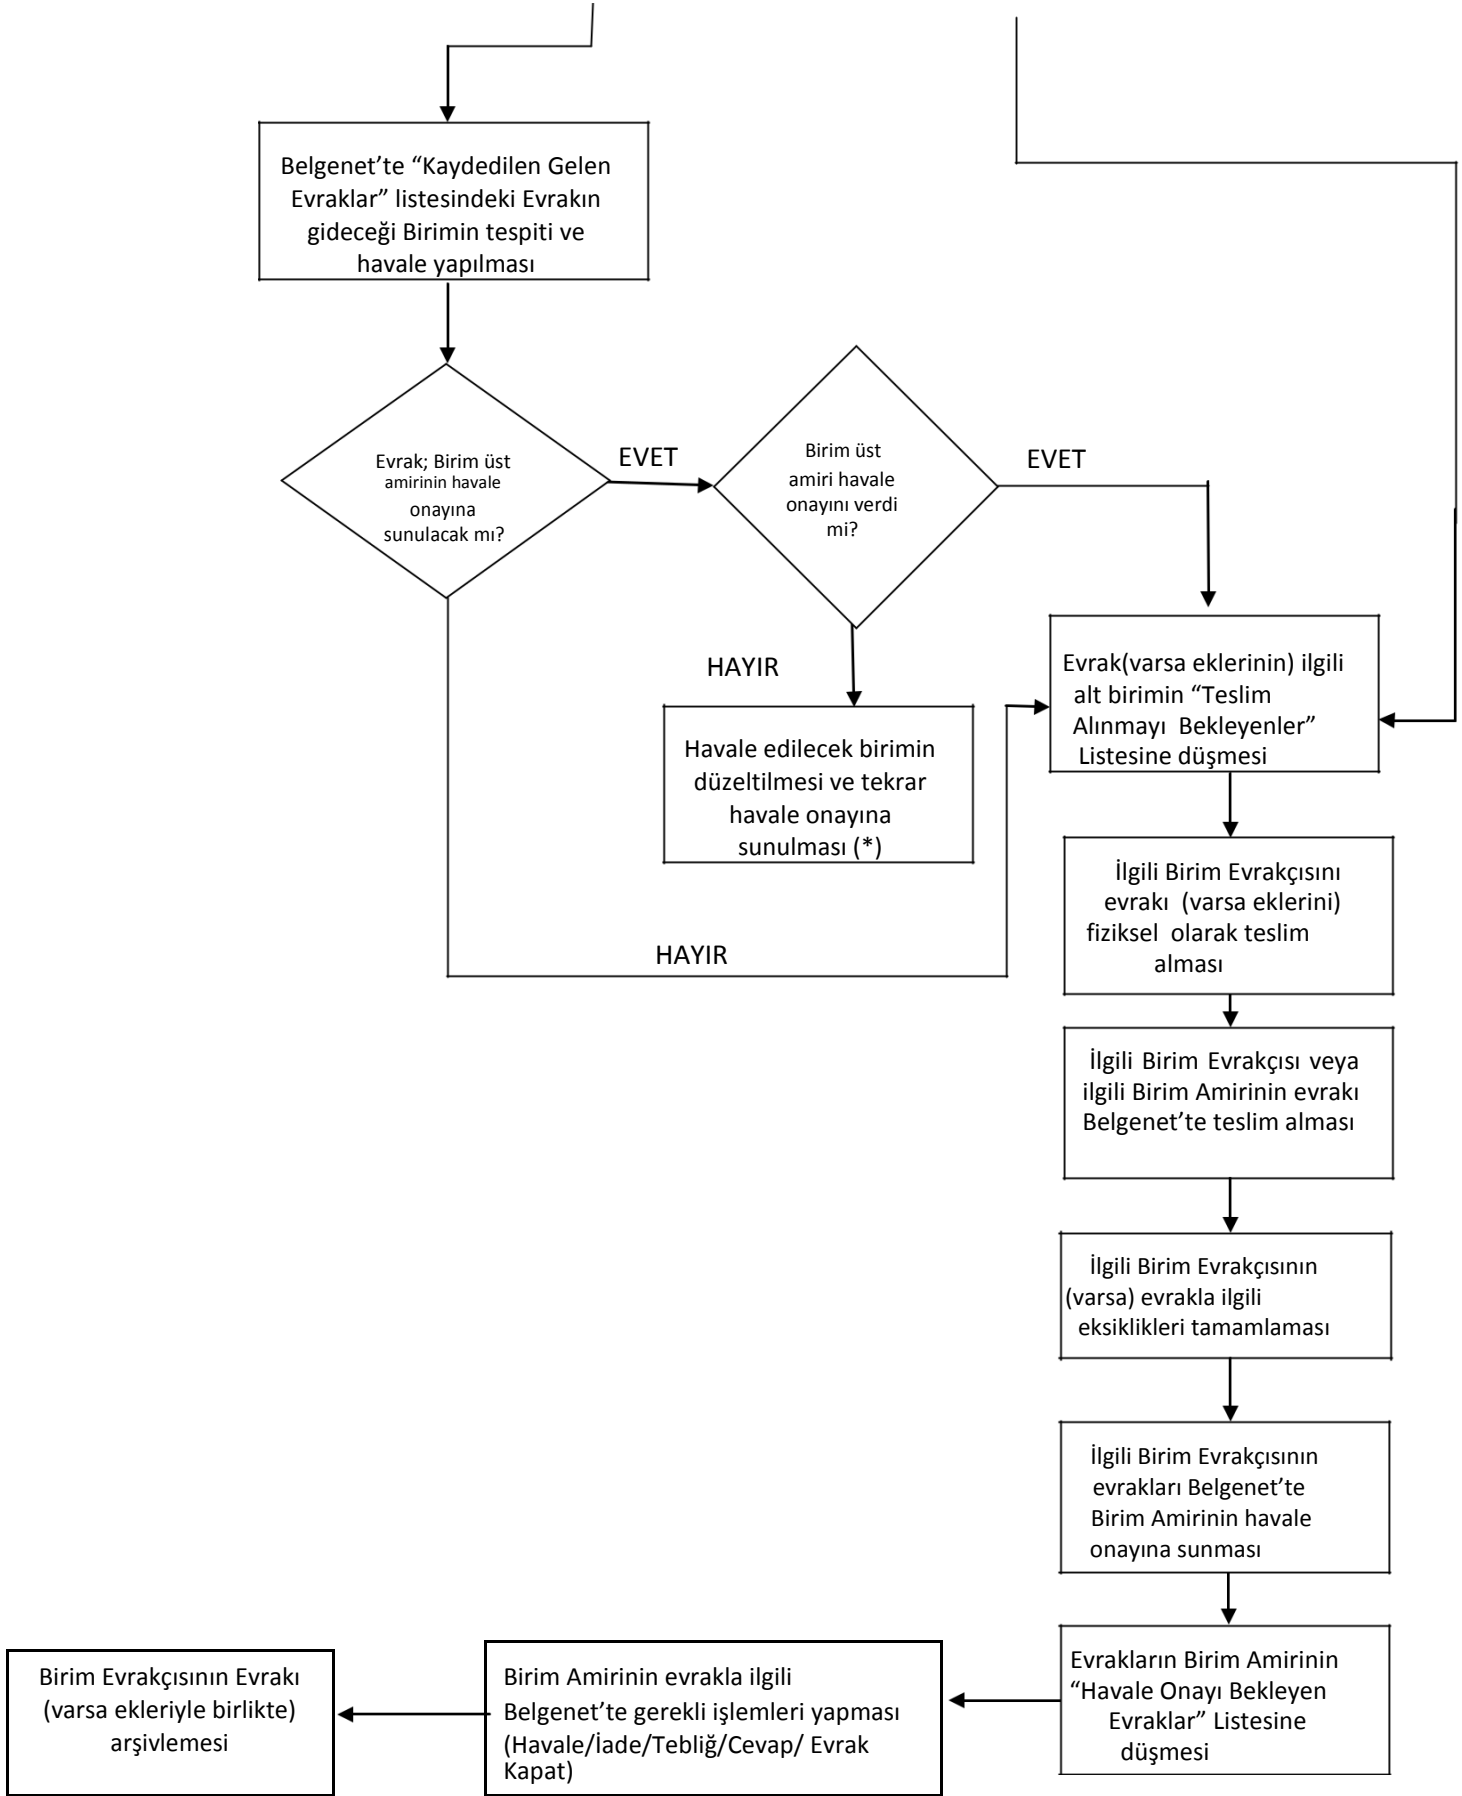 Belgenet’te “Kaydedilen Gelen
Evraklar” listesindeki Evrakın
gideceği Birimin tespiti ve
havale yapılması
Evrak; Birim üst
amirinin havale
onayına
sunulacak mı?
EVET
Birim üst
amiri havale
onayını verdi
mi?
EVET
HAYIR
Havale edilecek birimin
düzeltilmesi ve tekrar
havale onayına
sunulması (*)
HAYIR
Evrak(varsa eklerinin) ilgili
alt birimin “Teslim
Alınmayı Bekleyenler”
Listesine düşmesi
İlgili Birim Evrakçısını
evrakı (varsa eklerini)
fiziksel olarak teslim
alması
İlgili Birim Evrakçısı veya
ilgili Birim Amirinin evrakı
Belgenet’te teslim alması
İlgili Birim Evrakçısının
(varsa) evrakla ilgili
eksiklikleri tamamlaması
İlgili Birim Evrakçısının
evrakları Belgenet’te
Birim Amirinin havale
onayına sunması
Evrakların Birim Amirinin
“Havale Onayı Bekleyen
Evraklar” Listesine
düşmesi
Birim Amirinin evrakla ilgili
Belgenet’te gerekli işlemleri yapması
(Havale/İade/Tebliğ/Cevap/ Evrak
Kapat)
Birim Evrakçısının Evrakı
(varsa ekleriyle birlikte)
arşivlemesi